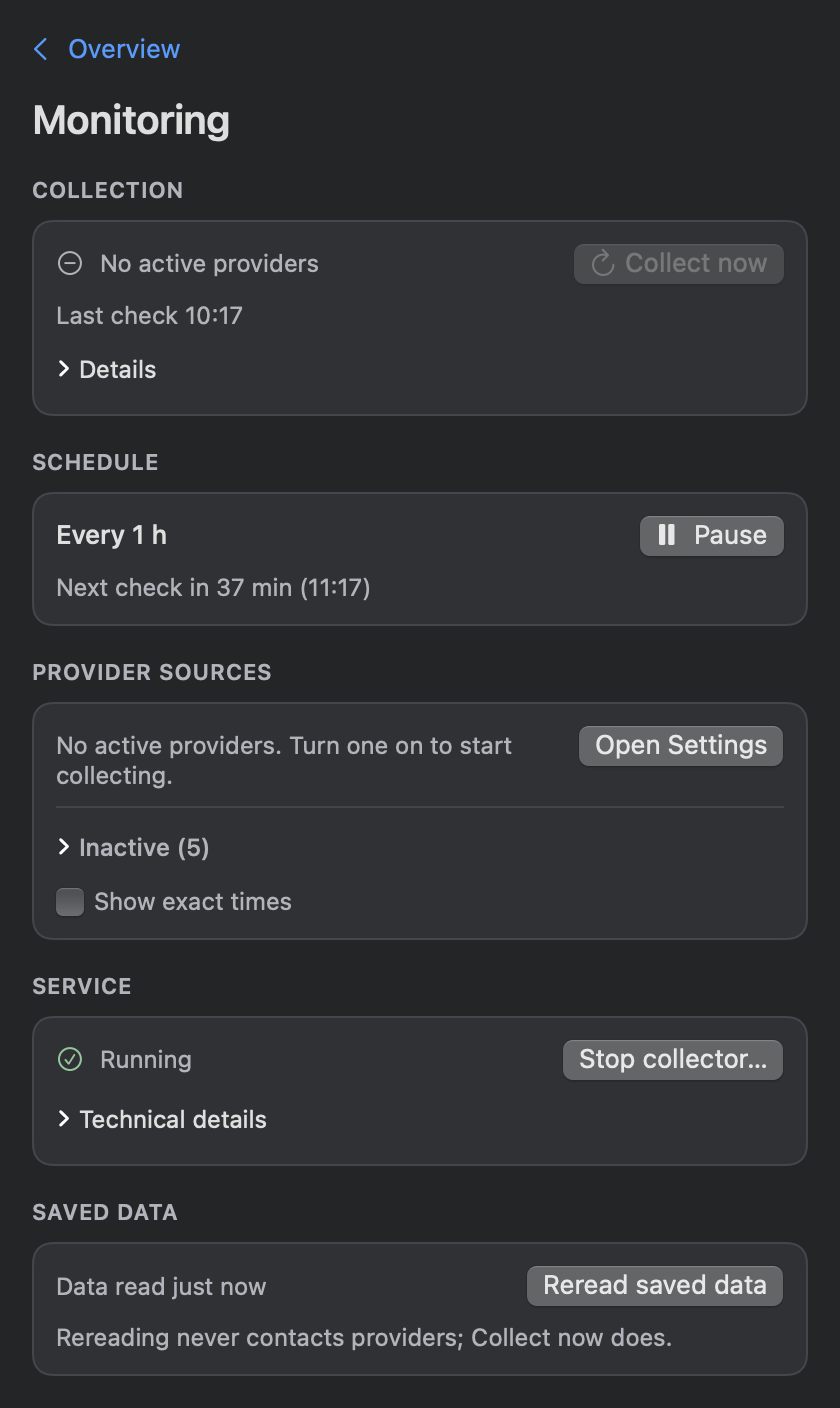 Overview
Monitoring
COLLECTION
No active providers
Collect now
Last check 10:17
Details
SCHEDULE
Every 1 h
Pause
Next check in 37 min (11:17)
PROVIDER SOURCES
No active providers. Turn one on to start
collecting.
Open Settings
Inactive (5)
Show exact times
SERVICE
Running
Stop collector...
Technical details
SAVED DATA
Data read just now
Reread saved data
Rereading never contacts providers; Collect now does.